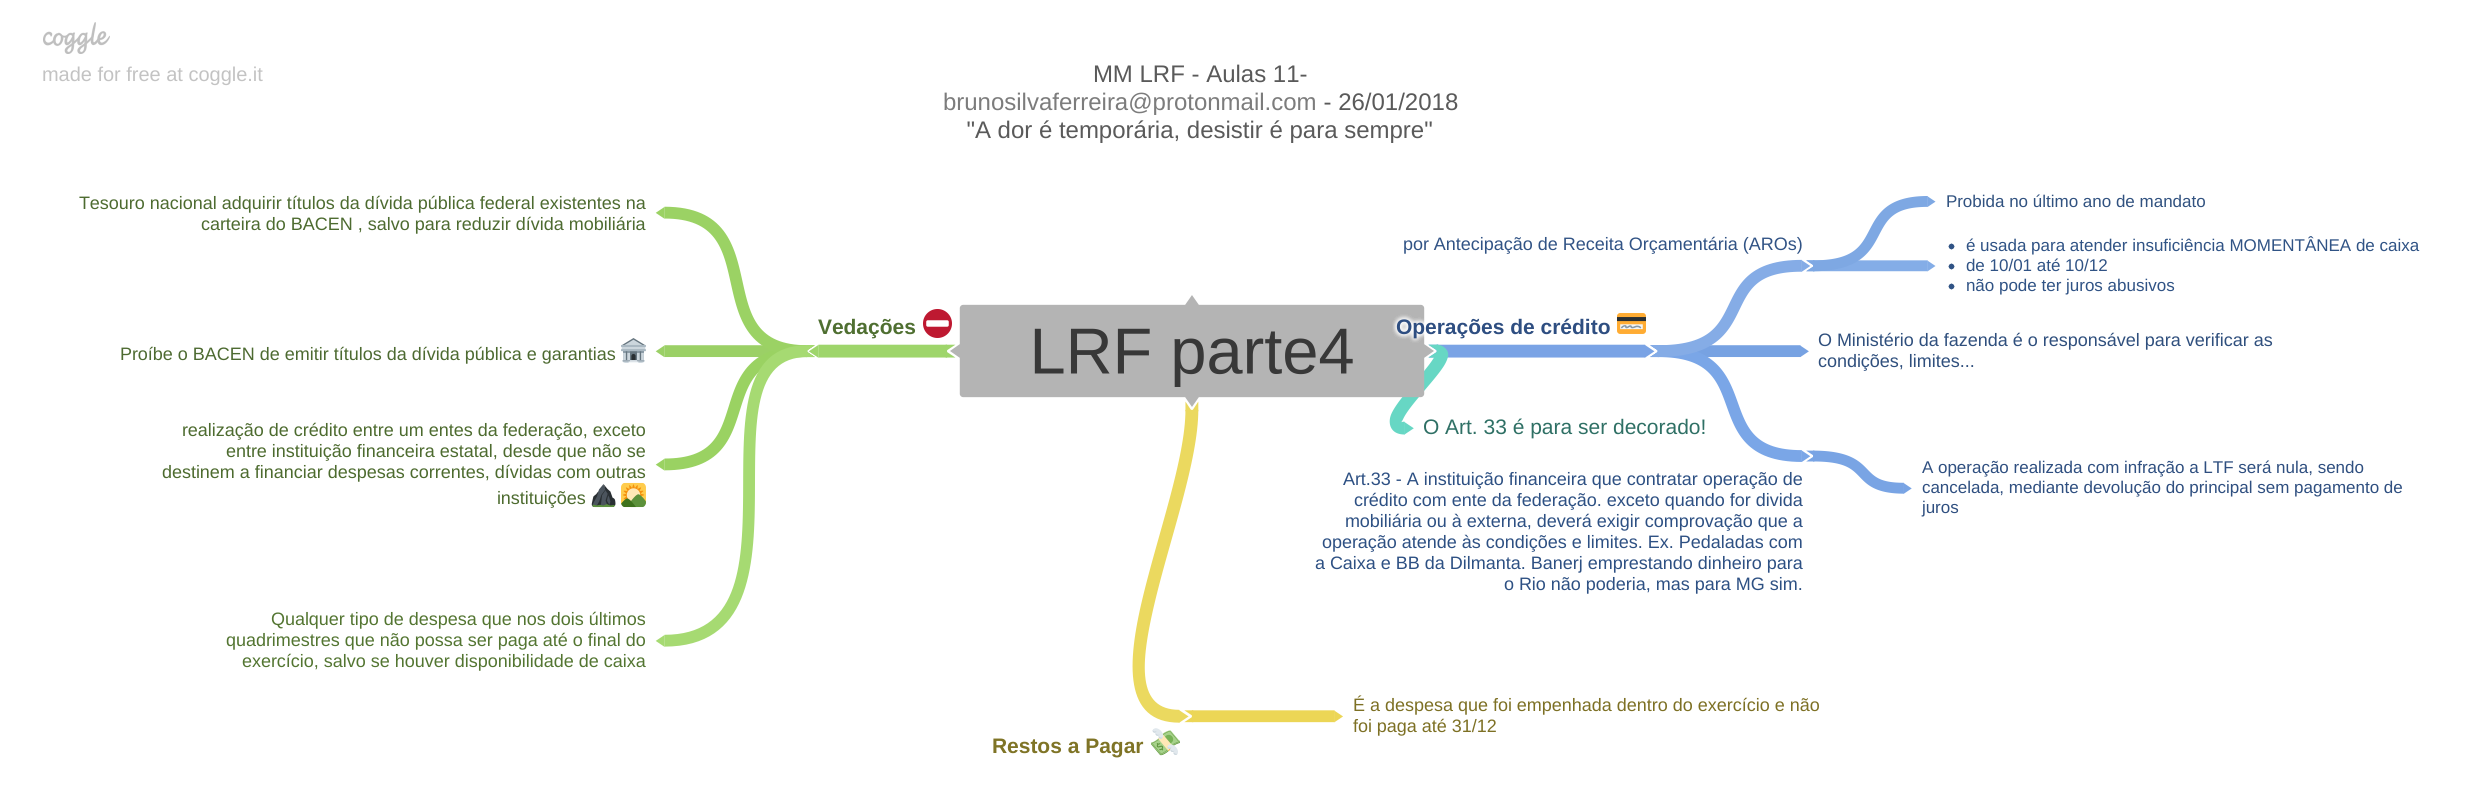 coggle
made for free at coggle.it
MM LRF - Aulas 11-
brunosilvaferreira@protonmail.com - 26/01/2018
"A dor é temporária, desistir é para sempre"
Tesouro nacional adquirir títulos da dívida pública federal existentes na
carteira do BACEN , salvo para reduzir dívida mobiliária
Proíbe o BACEN de emitir títulos da dívida pública e garantias
realização de crédito entre um entes da federação, exceto
entre instituição financeira estatal, desde que não se
destinem a financiar despesas correntes, dívidas com outras
instituições
Qualquer tipo de despesa que nos dois últimos
quadrimestres que não possa ser paga até o final do
exercício, salvo se houver disponibilidade de caixa
Vedações
LRF parte4
Operações de crédito
por Antecipação de Receita Orçamentária (AROs)
Probida no último ano de mandato
• é usada para atender insuficiência MOMENTÂNEA de caixa
• de 10/01 até 10/12
• não pode ter juros abusivos
O Ministério da fazenda é o responsável para verificar as
condições, limites...
O Art. 33 é para ser decorado!
Art.33 - A instituição financeira que contratar operação de
crédito com ente da federação. exceto quando for divida
mobiliária ou à externa, deverá exigir comprovação que a
operação atende às condições e limites. Ex. Pedaladas com
a Caixa e BB da Dilmanta. Banerj emprestando dinheiro para
o Rio não poderia, mas para MG sim.
A operação realizada com infração a LTF será nula, sendo
cancelada, mediante devolução do principal sem pagamento de
juros
Restos a Pagar
É a despesa que foi empenhada dentro do exercício e não
foi paga até 31/12